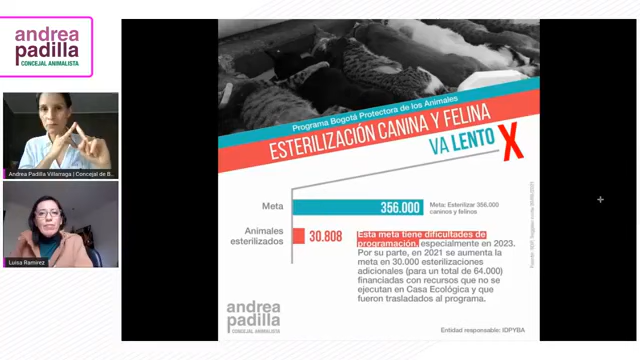 andrea
padilla
CONCEJAL ANIMALISTA
Andrea Padilla Villarraga | Concejal de B...
Luisa Ramirez
Programa Bogotá Protectora de los Animales
ESTERILIZACIÓN CANINA Y FELINA
VA LENTO X
Meta
356.000
Meta: Esterilizar 356.000
caninos y felinos
Animales
esterilizados
30.808
Esta meta tiene dificultades de
programación, especialmente en 2023.
Por su parte, en 2021 se aumenta la
meta en 30.000 esterilizaciones
adicionales (para un total de 64.000)
financiadas con recursos que no se
ejecutan en Casa Ecológica y que
fueron trasladados al programa.
andrea
padilla
CONCEJAL ANIMALISTA
Entidad responsable: IDPYBA